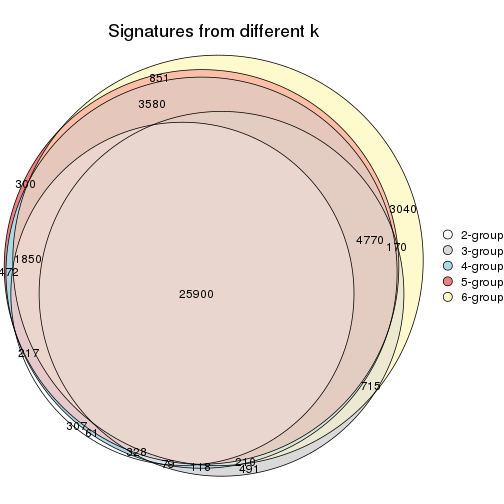 Signatures from different k
851
3580
300
3040
4770
170
1850
472
25900
217
715
307
61
328
79
118
491
2-group
3-group
4-group
5-group
6-group